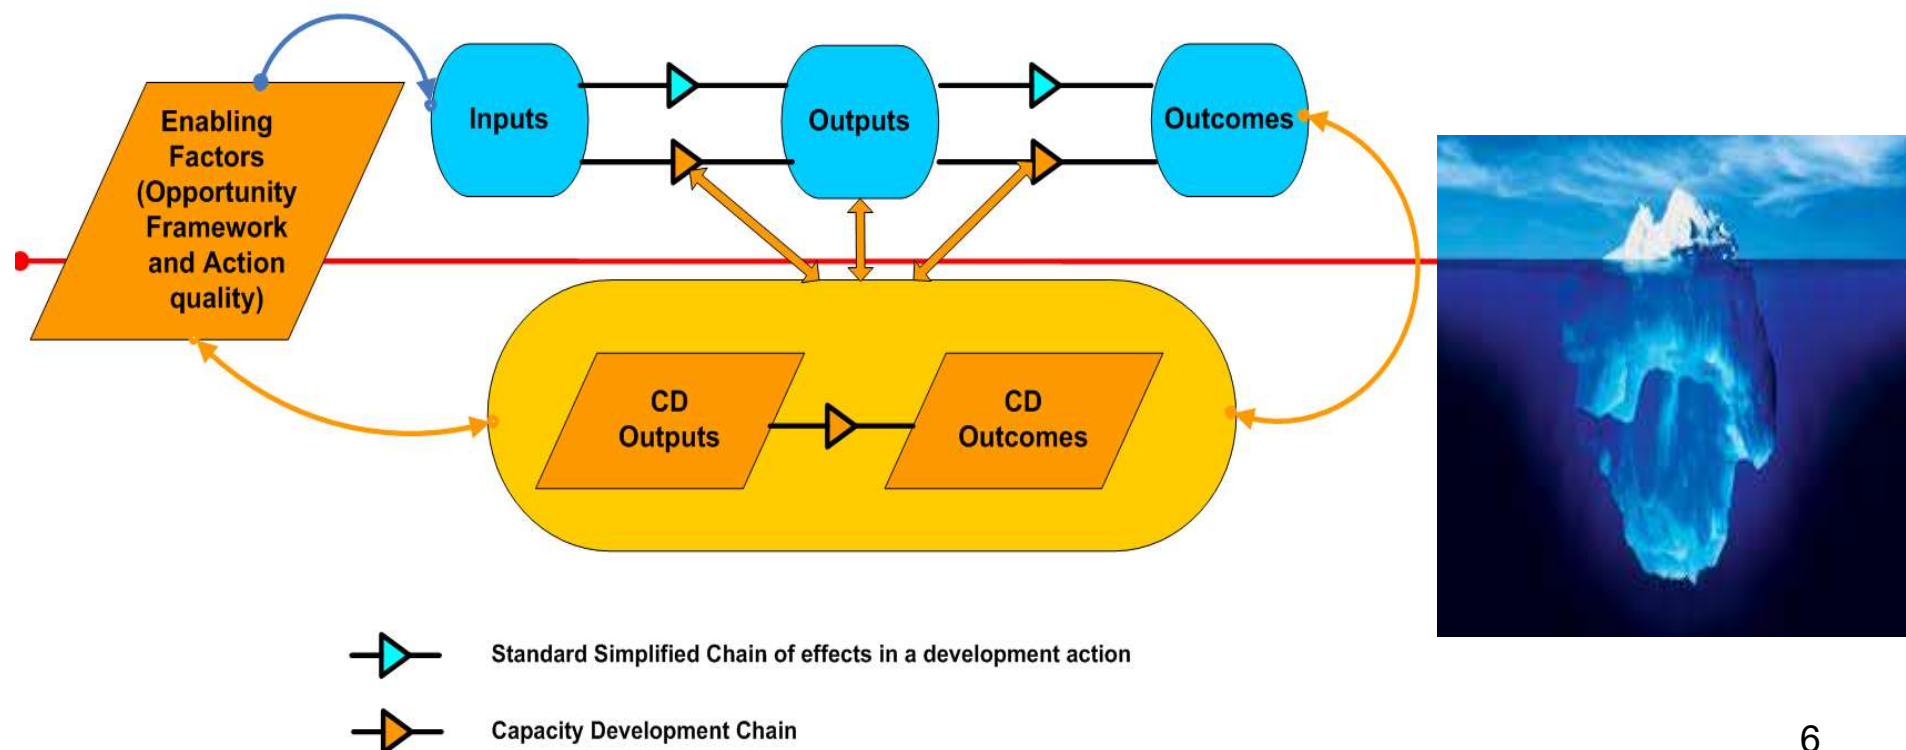 Enabling
Factors
(Opportunity
Framework
and Action
quality)
Inputs
Outputs
Outcomes
CD
Outputs
CD
Outcomes
Standard Simplified Chain of effects in a development action
Capacity Development Chain
6